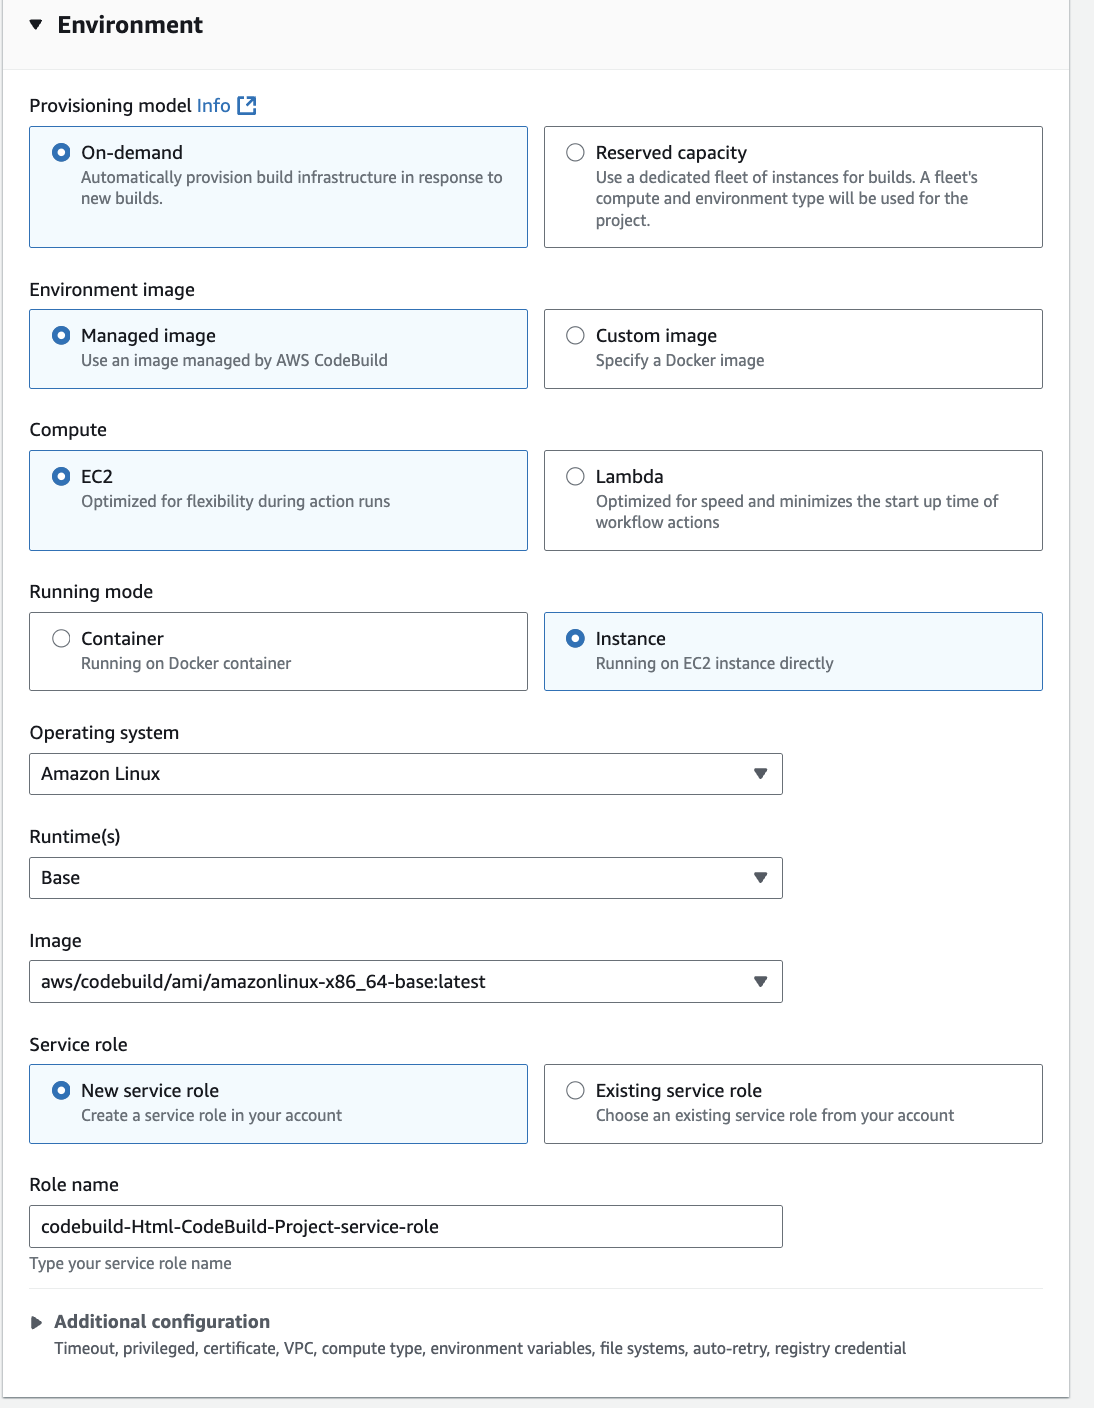 Environment
Provisioning model Info
On-demand
Automatically provision build infrastructure in response to
new builds.
Reserved capacity
Use a dedicated fleet of instances for builds. A fleet's
compute and environment type will be used for the
project.
Environment image
Managed image
Use an image managed by AWS CodeBuild
Custom image
Specify a Docker image
Compute
EC2
Optimized for flexibility during action runs
Lambda
Optimized for speed and minimizes the start up time of
workflow actions
Running mode
Container
Running on Docker container
Instance
Running on EC2 instance directly
Operating system
Amazon Linux
Runtime(s)
Base
Image
aws/codebuild/ami/amazonlinux-x86_64-base:latest
Service role
New service role
Create a service role in your account
Existing service role
Choose an existing service role from your account
Role name
codebuild-Html-CodeBuild-Project-service-role
Type your service role name
Additional configuration
Timeout, privileged, certificate, VPC, compute type, environment variables, file systems, auto-retry, registry credential